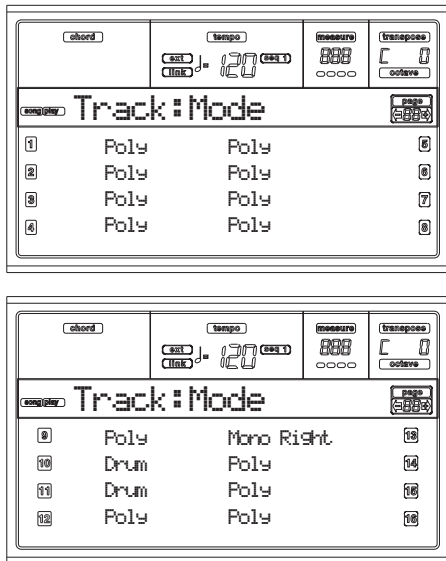 chord tempo measure transpose
ext link ♩= 120 seq 1 888 C 0
octave
song|play Track:Mode page 88
1 Poly Poly 5
2 Poly Poly 6
3 Poly Poly 7
4 Poly Poly 8
chord tempo measure transpose
ext link ♩= 120 seq 1 888 C 0
octave
song|play Track:Mode page 88
9 Poly Mono Right 13
10 Drum Poly 14
11 Drum Poly 15
12 Poly Poly 16